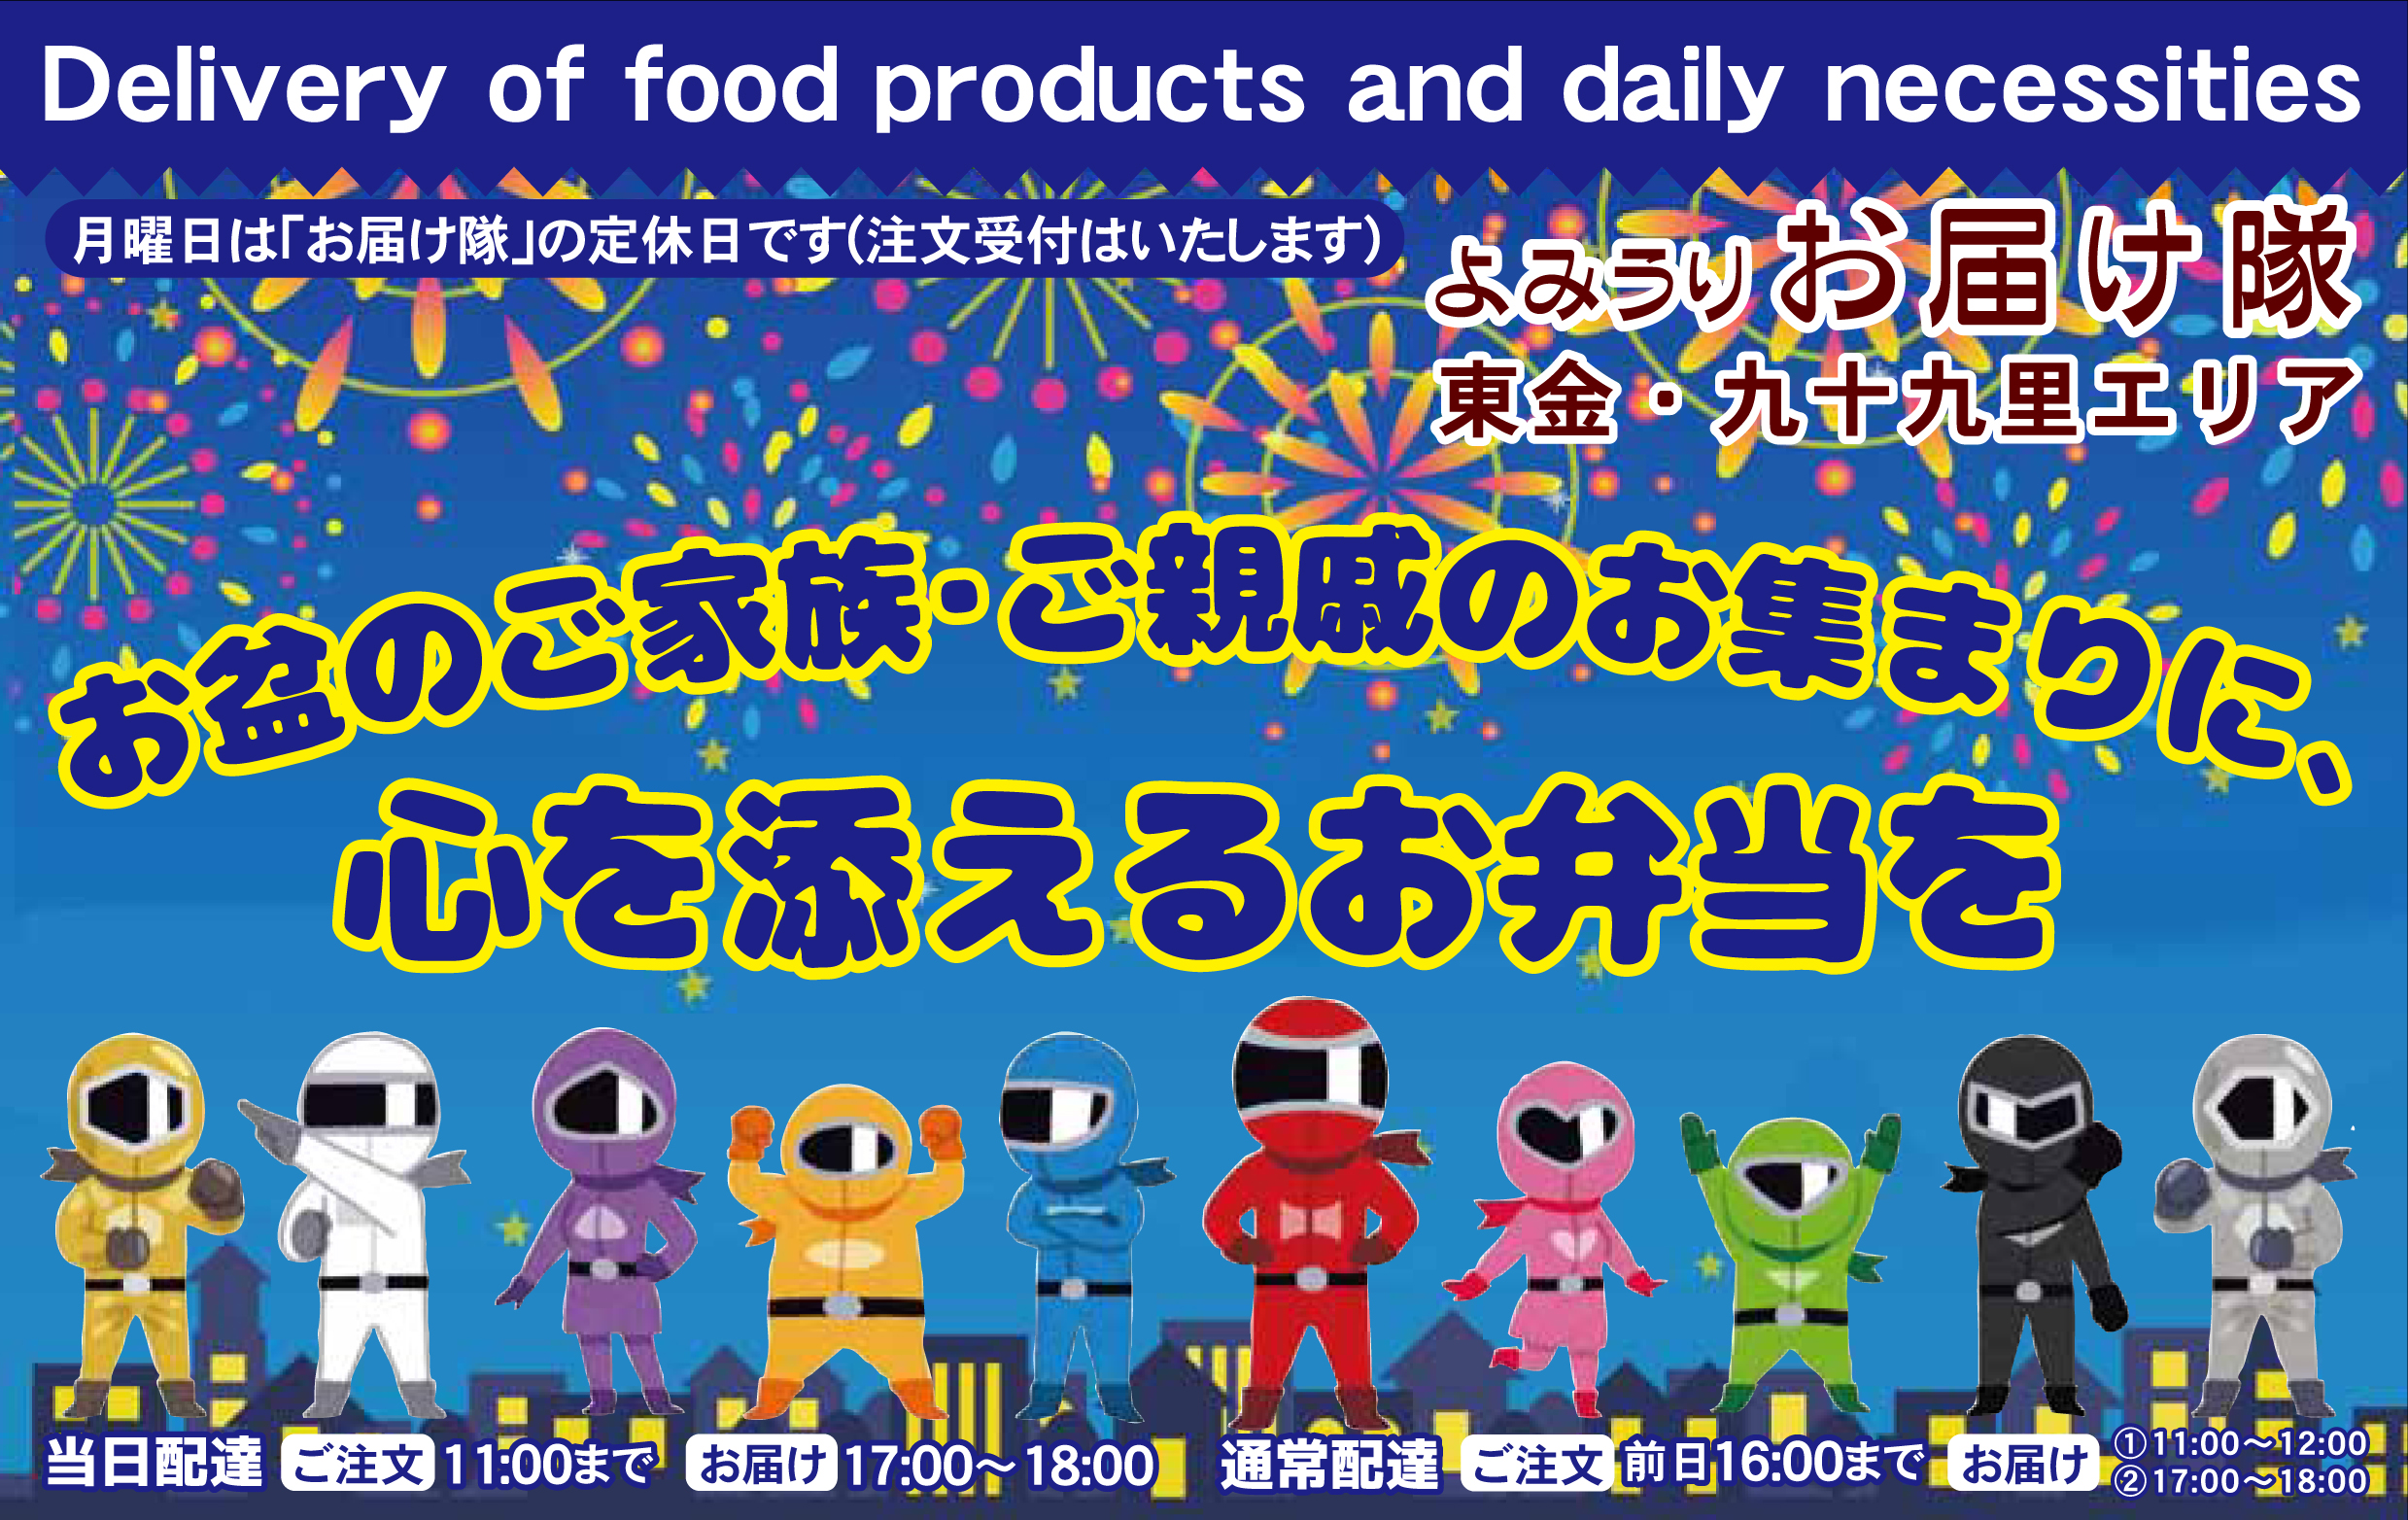 Delivery of food products and daily necessities
月曜日は「お届け隊」の定休日です(注文受付はいたします)
よみうりお届け隊
東金・九十九里エリア
お盆のご家族・ご親戚のお集まりに、
心を添えるお弁当を
当日配達 ご注文 11:00まで お届け 17:00～18:00
通常配達 ご注文 前日16:00まで お届け ①11:00～12:00
②17:00～18:00